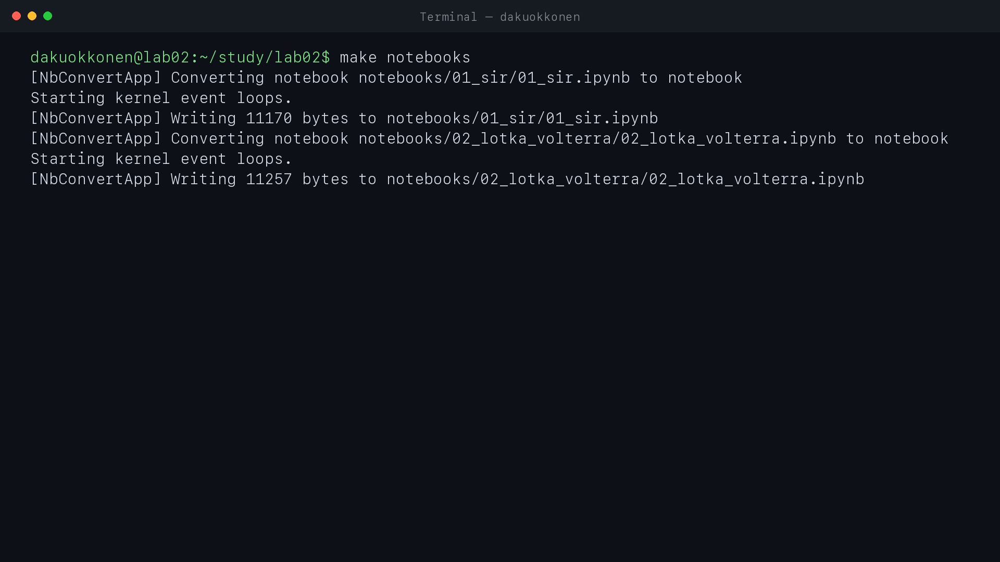 Terminal — dakuokkonen
dakuokkonen@lab02:~/study/lab02$ make notebooks
[NbConvertApp] Converting notebook notebooks/01_sir/01_sir.ipynb to notebook
Starting kernel event loops.
[NbConvertApp] Writing 11170 bytes to notebooks/01_sir/01_sir.ipynb
[NbConvertApp] Converting notebook notebooks/02_lotka_volterra/02_lotka_volterra.ipynb to notebook
Starting kernel event loops.
[NbConvertApp] Writing 11257 bytes to notebooks/02_lotka_volterra/02_lotka_volterra.ipynb